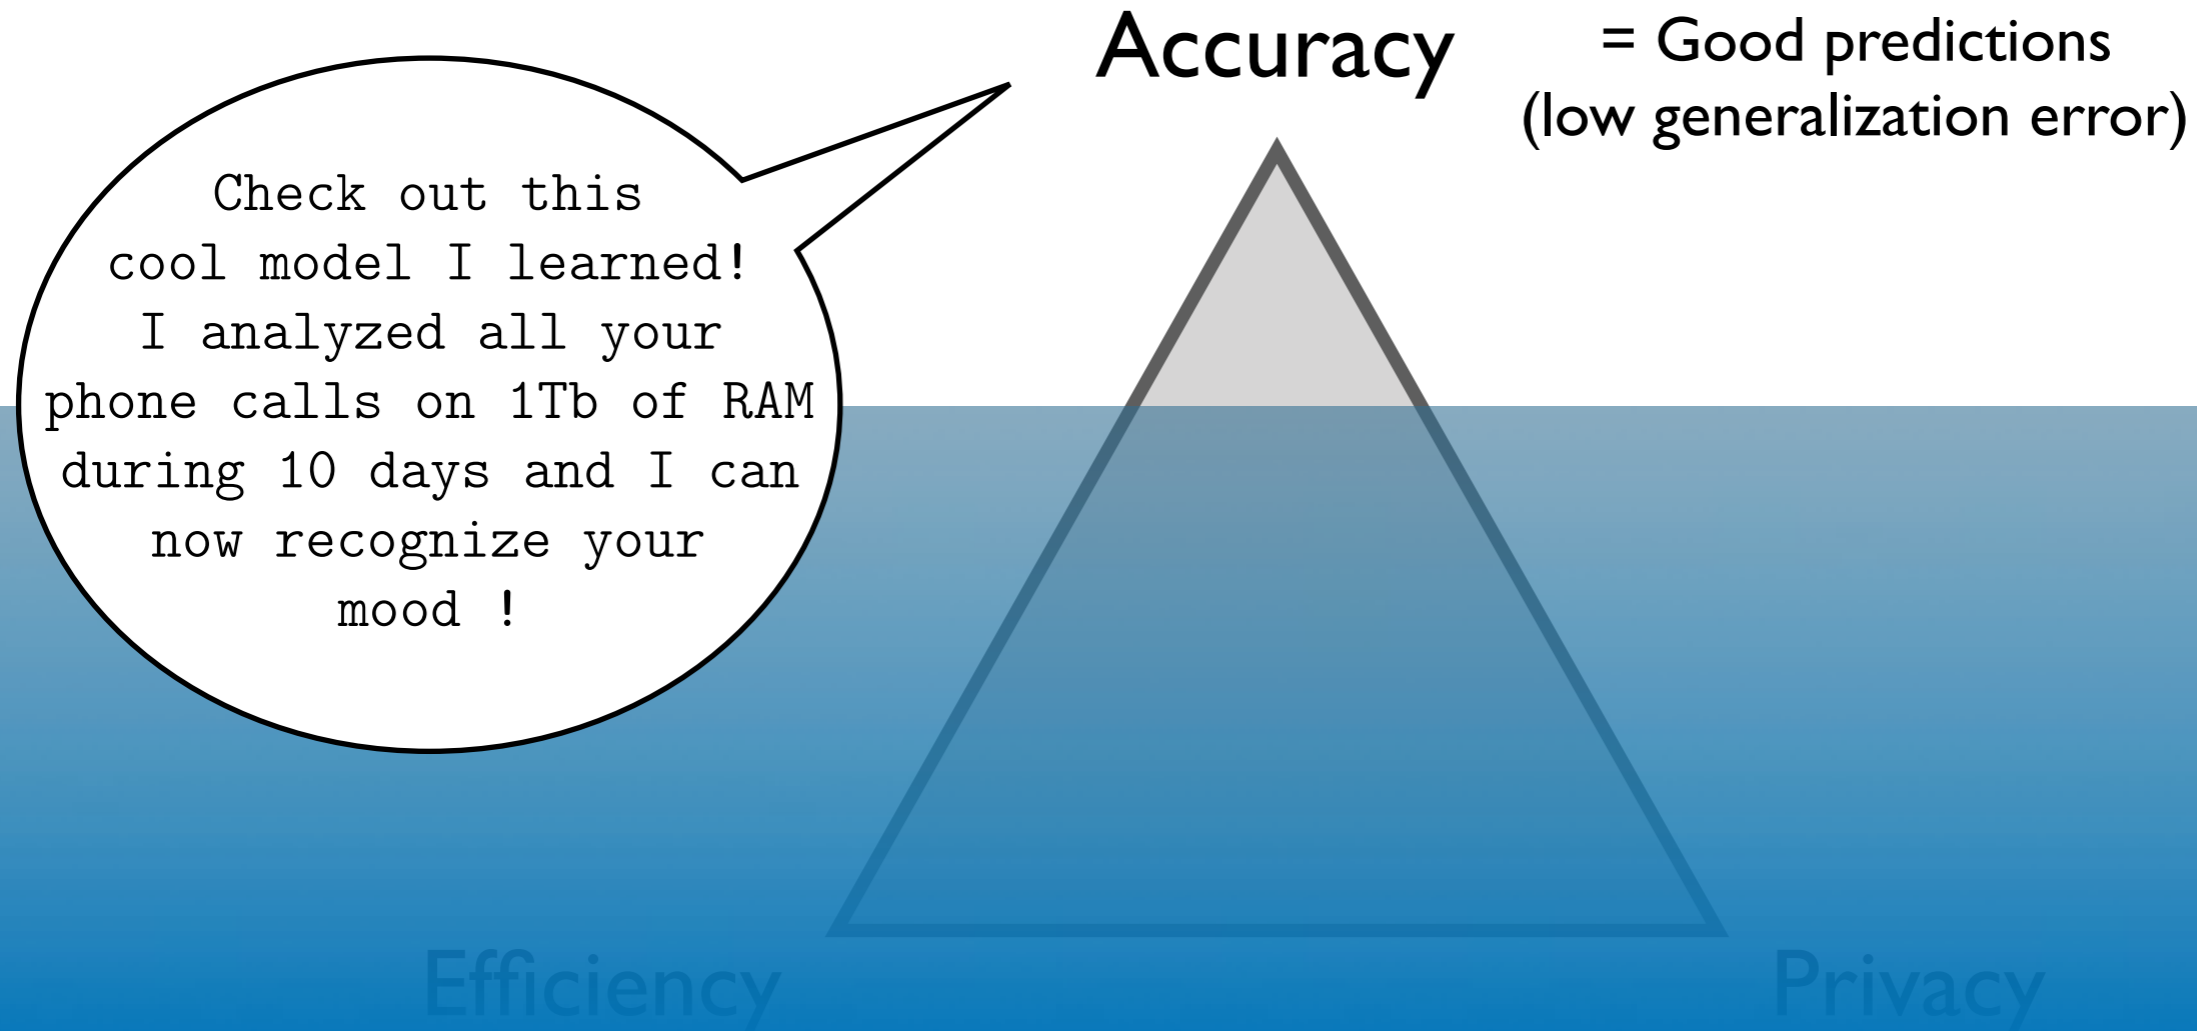 Accuracy
= Good predictions
(low generalization error)
Check out this
cool model I learned!
I analyzed all your
phone calls on 1Tb of RAM
during 10 days and I can
now recognize your
mood !
Efficiency
Privacy